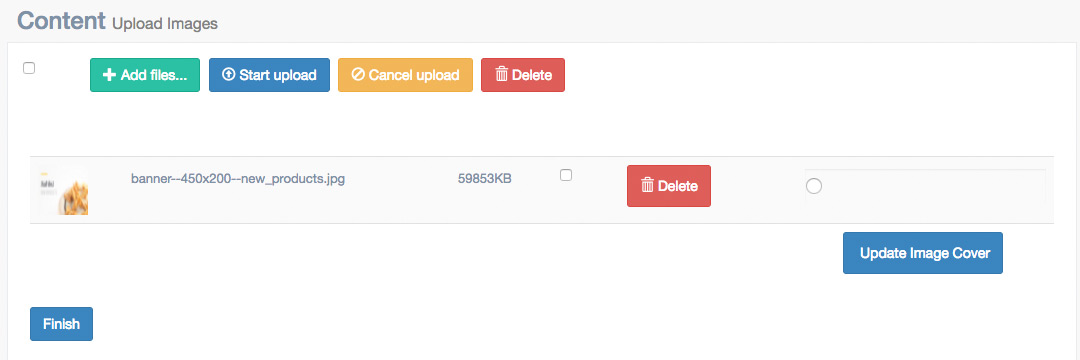 Content Upload Images
Add files... Start upload Cancel upload Delete
banner--450x200--new_products.jpg 59853KB Delete
Update Image Cover
Finish